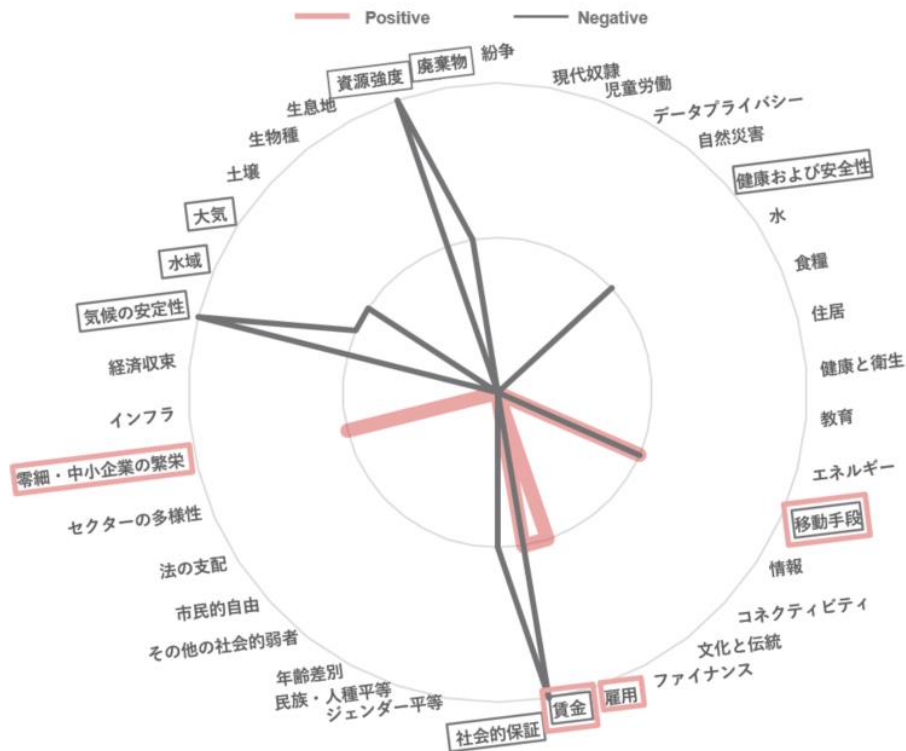 Positive
Negative
紛争
現代奴隷
児童労働
データプライバシー
自然災害
健康および安全性
水
食糧
住居
健康と衛生
教育
エネルギー
移動手段
情報
コネクティビティ
文化と伝統
ファイナンス
雇用
賃金
社会的保証
ジェンダー平等
民族・人種平等
年齢差別
その他の社会的弱者
市民的自由
法の支配
セクターの多様性
零細・中小企業の繁栄
インフラ
経済収束
気候の安定性
水域
大気
土壌
生物種
生息地
資源強度
廃棄物